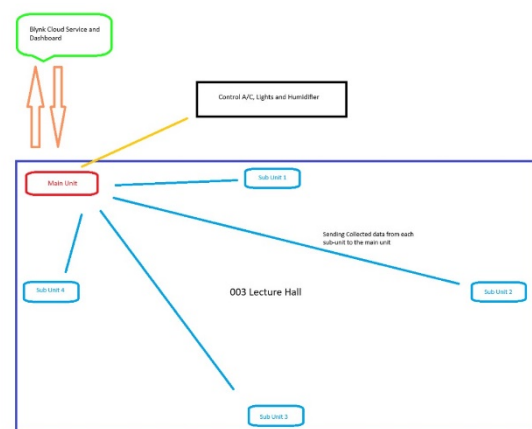 Blynk Cloud Service and
Dashboard
Control A/C, Lights and Humidifier
Main Unit
Sub Unit 1
Sending Collected data from each
sub-unit to the main unit
Sub Unit 4
003 Lecture Hall
Sub Unit 2
Sub Unit 3